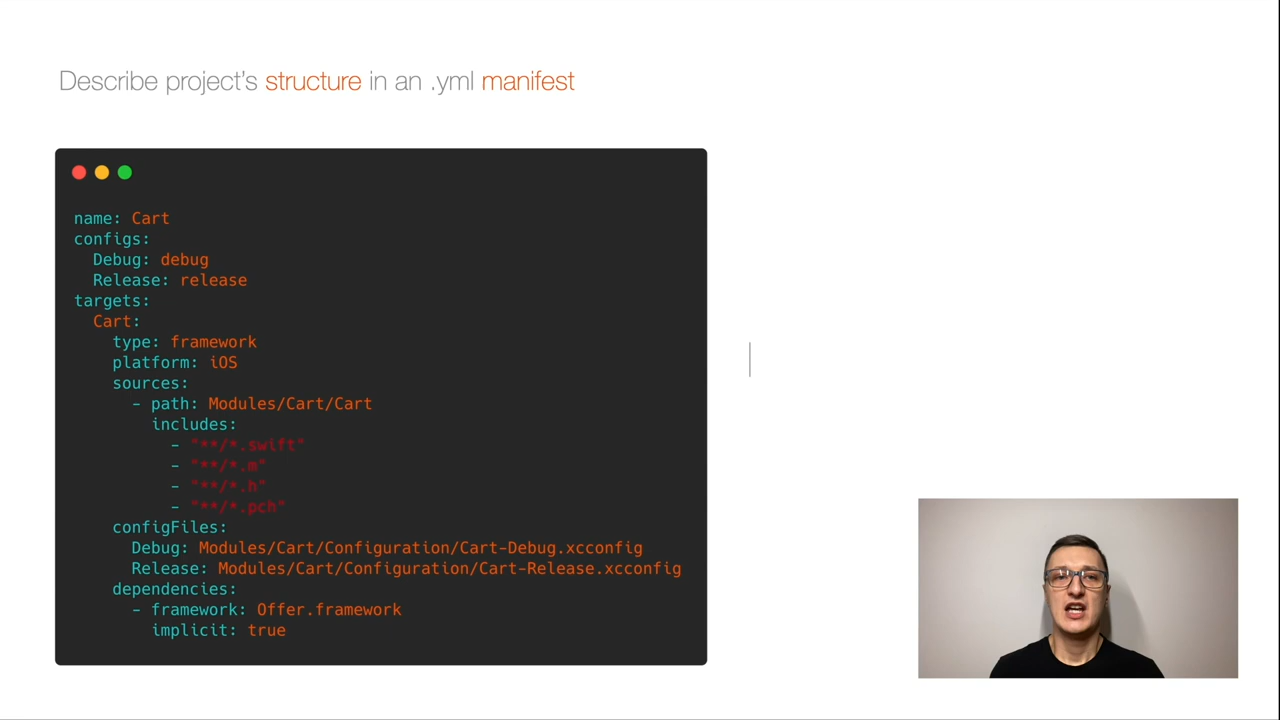 Describe project's structure in an .yml manifest
name: Cart
configs:
  Debug: debug
  Release: release
targets:
  Cart:
    type: framework
    platform: iOS
    sources:
      - path: Modules/Cart/Cart
        includes:
          - "**/*.swift"
          - "**/*.m"
          - "**/*.h"
          - "**/*.pch"
    configFiles:
      Debug: Modules/Cart/Configuration/Cart-Debug.xcconfig
      Release: Modules/Cart/Configuration/Cart-Release.xcconfig
    dependencies:
      - framework: Offer.framework
        implicit: true